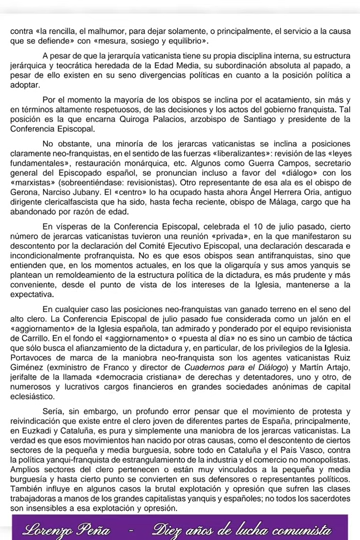 contra «la rencilla, el malhumor, para dejar solamente, o principalmente, el servicio a la causa
que se defiende» con «mesura, sosiego y equilibrio».
A pesar de que la jerarquía vaticanista tiene su propia disciplina interna, su estructura
jerárquica y teocrática heredada de la Edad Media, su subordinación absoluta al papado, a
pesar de ello existen en su seno divergencias políticas en cuanto a la posición política a
adoptar.
Por el momento la mayoría de los obispos se inclina por el acatamiento, sin más y
en términos altamente respetuosos, de las decisiones y los actos del gobierno franquista. Tal
posición es la que encarna Quiroga Palacios, arzobispo de Santiago y presidente de la
Conferencia Episcopal.
No obstante, una minoría de los jerarcas vaticanistas se inclina a posiciones
claramente neo-franquistas, en el sentido de las fuerzas «liberalizantes»: revisión de las «leyes
fundamentales», restauración monárquica, etc. Algunos como Guerra Campos, secretario
general del Episcopado español, se pronuncian incluso a favor del «diálogo» con los
«marxistas» (sobreentiéndase: revisionistas). Otro representante de esa ala es el obispo de
Gerona, Narciso Jubany. El «centro» lo ha ocupado hasta ahora Ángel Herrera Oria, antiguo
dirigente clericalfascista que ha sido, hasta fecha reciente, obispo de Málaga, cargo que ha
abandonado por razón de edad.
En vísperas de la Conferencia Episcopal, celebrada el 10 de julio pasado, cierto
número de jerarcas vaticanistas tuvieron una reunión «privada», en la que manifestaron su
descontento por la declaración del Comité Ejecutivo Episcopal, una declaración descarada e
incondicionalmente profranquista. No es que esos obispos sean antifranquistas, sino que
entienden que, en los momentos actuales, en los que la oligarquía y sus amos yanquis se
plantean un remodelamiento de la estructura política de la dictadura, es más prudente y más
conveniente, desde el punto de vista de los intereses de la Iglesia, mantenerse a la
expectativa.
En cualquier caso las posiciones neo-franquistas van ganado terreno en el seno del
alto clero. La Conferencia Episcopal de julio pasado fue considerada como un jalón en el
«aggiornamento» de la Iglesia española, tan admirado y ponderado por el equipo revisionista
de Carrillo. En el fondo el «aggiornamento» o «puesta al día» no es sino un cambio de táctica
que sólo busca el afianzamiento de la dictadura y, en particular, de los privilegios de la Iglesia.
Portavoces de marca de la maniobra neo-franquista son los agentes vaticanistas Ruiz
Giménez (exministro de Franco y director de Cuadernos para el Diálogo) y Martín Artajo,
jerifalte de la llamada «democracia cristiana» de derechas y detentadores, uno y otro, de
numerosos y lucrativos cargos financieros en grandes sociedades anónimas de capital
eclesiástico.
Sería, sin embargo, un profundo error pensar que el movimiento de protesta y
reivindicación que existe entre el clero joven de diferentes partes de España, principalmente,
en Euzkadi y Cataluña, es pura y simplemente una maniobra de los jerarcas vaticanistas. La
verdad es que esos movimientos han nacido por otras causas, como el descontento de ciertos
sectores de la pequeña y media burguesía, sobre todo en Cataluña y el País Vasco, contra
la política yanqui-franquista de estrangulamiento de la industria y el comercio no monopolistas.
Amplios sectores del clero pertenecen o están muy vinculados a la pequeña y media
burguesía y hasta cierto punto se convierten en sus defensores o representantes políticos.
También influye en algunos casos la brutal explotación y opresión que sufren las clases
trabajadoras a manos de los grandes capitalistas yanquis y españoles; no todos los sacerdotes
son insensibles a esa explotación y opresión.
Lorenzo Peña - Diez años de lucha comunista